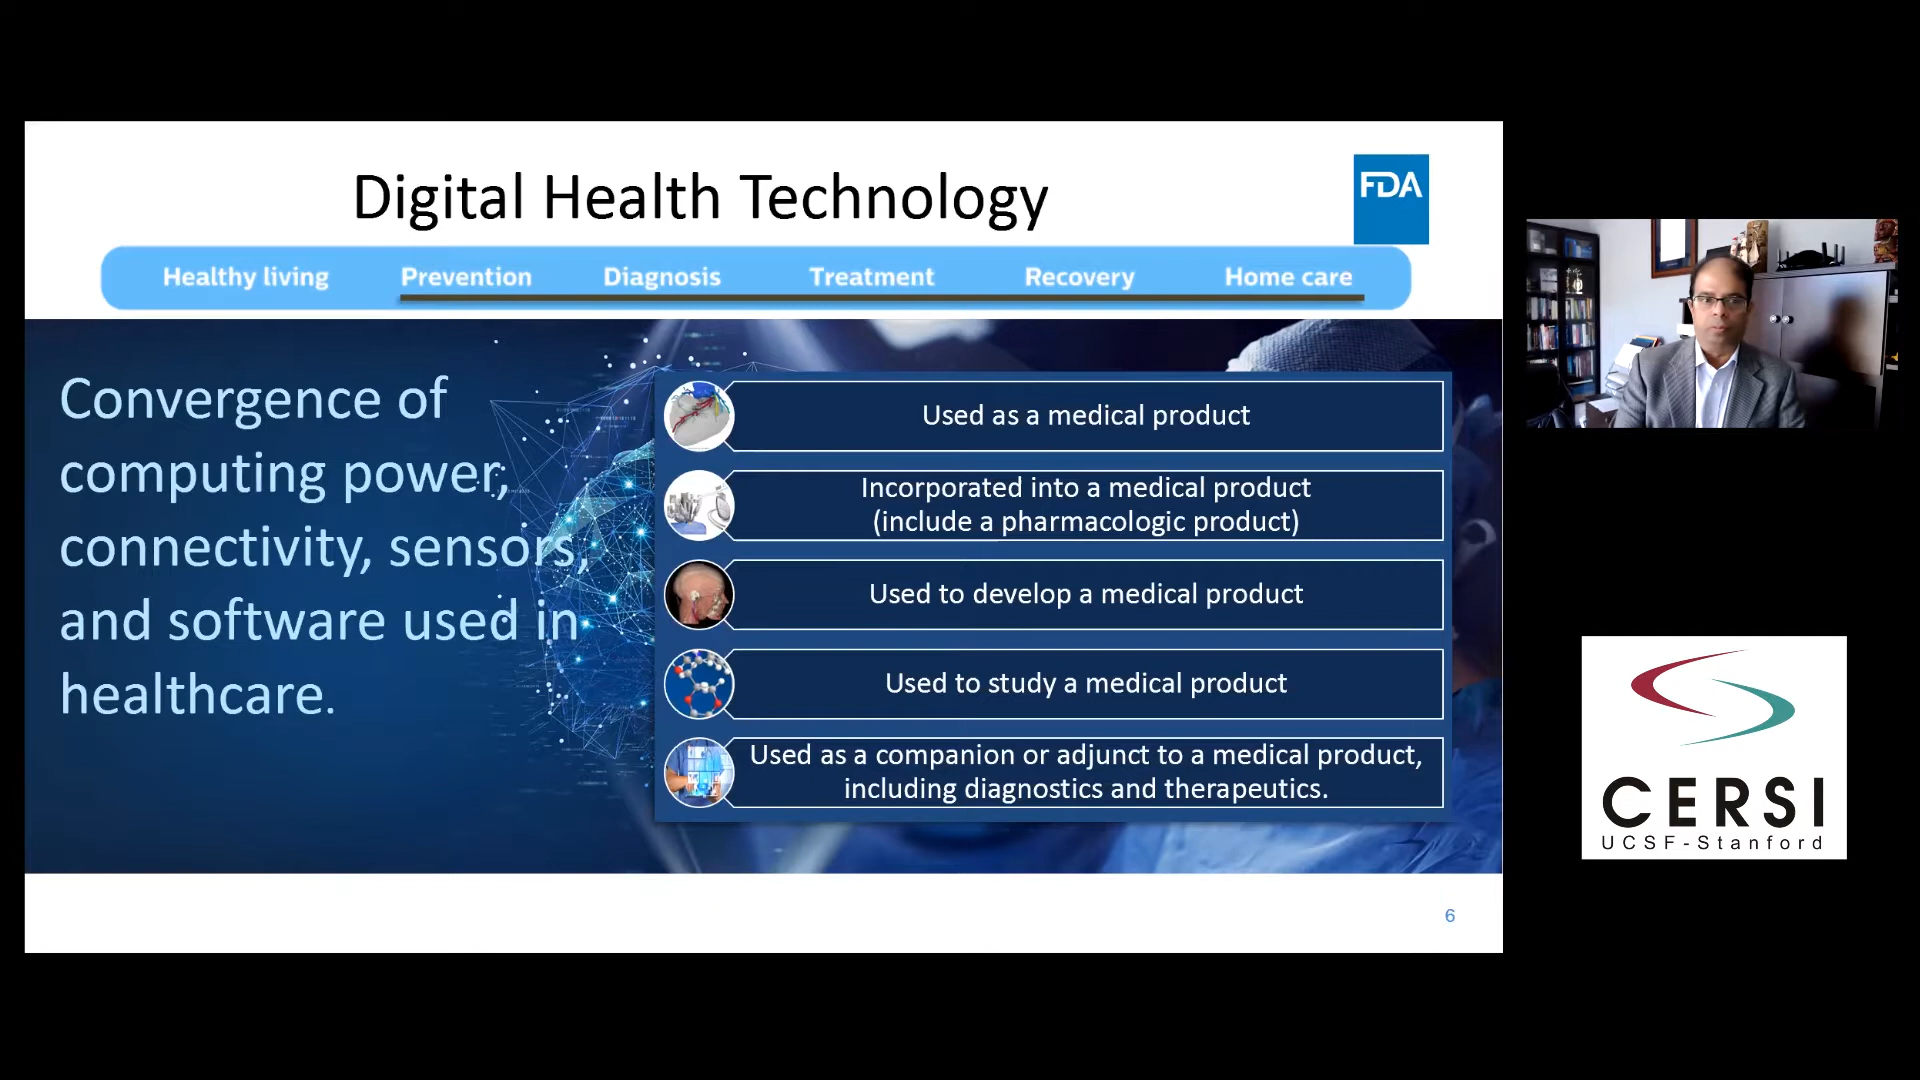 Digital Health Technology
FDA
Healthy living Prevention Diagnosis Treatment Recovery Home care
Convergence of
computing power,
connectivity, sensors,
and software used in
healthcare.
Used as a medical product
Incorporated into a medical product
(include a pharmacologic product)
Used to develop a medical product
Used to study a medical product
Used as a companion or adjunct to a medical product,
including diagnostics and therapeutics.
6
CERSI
UCSF-Stanford